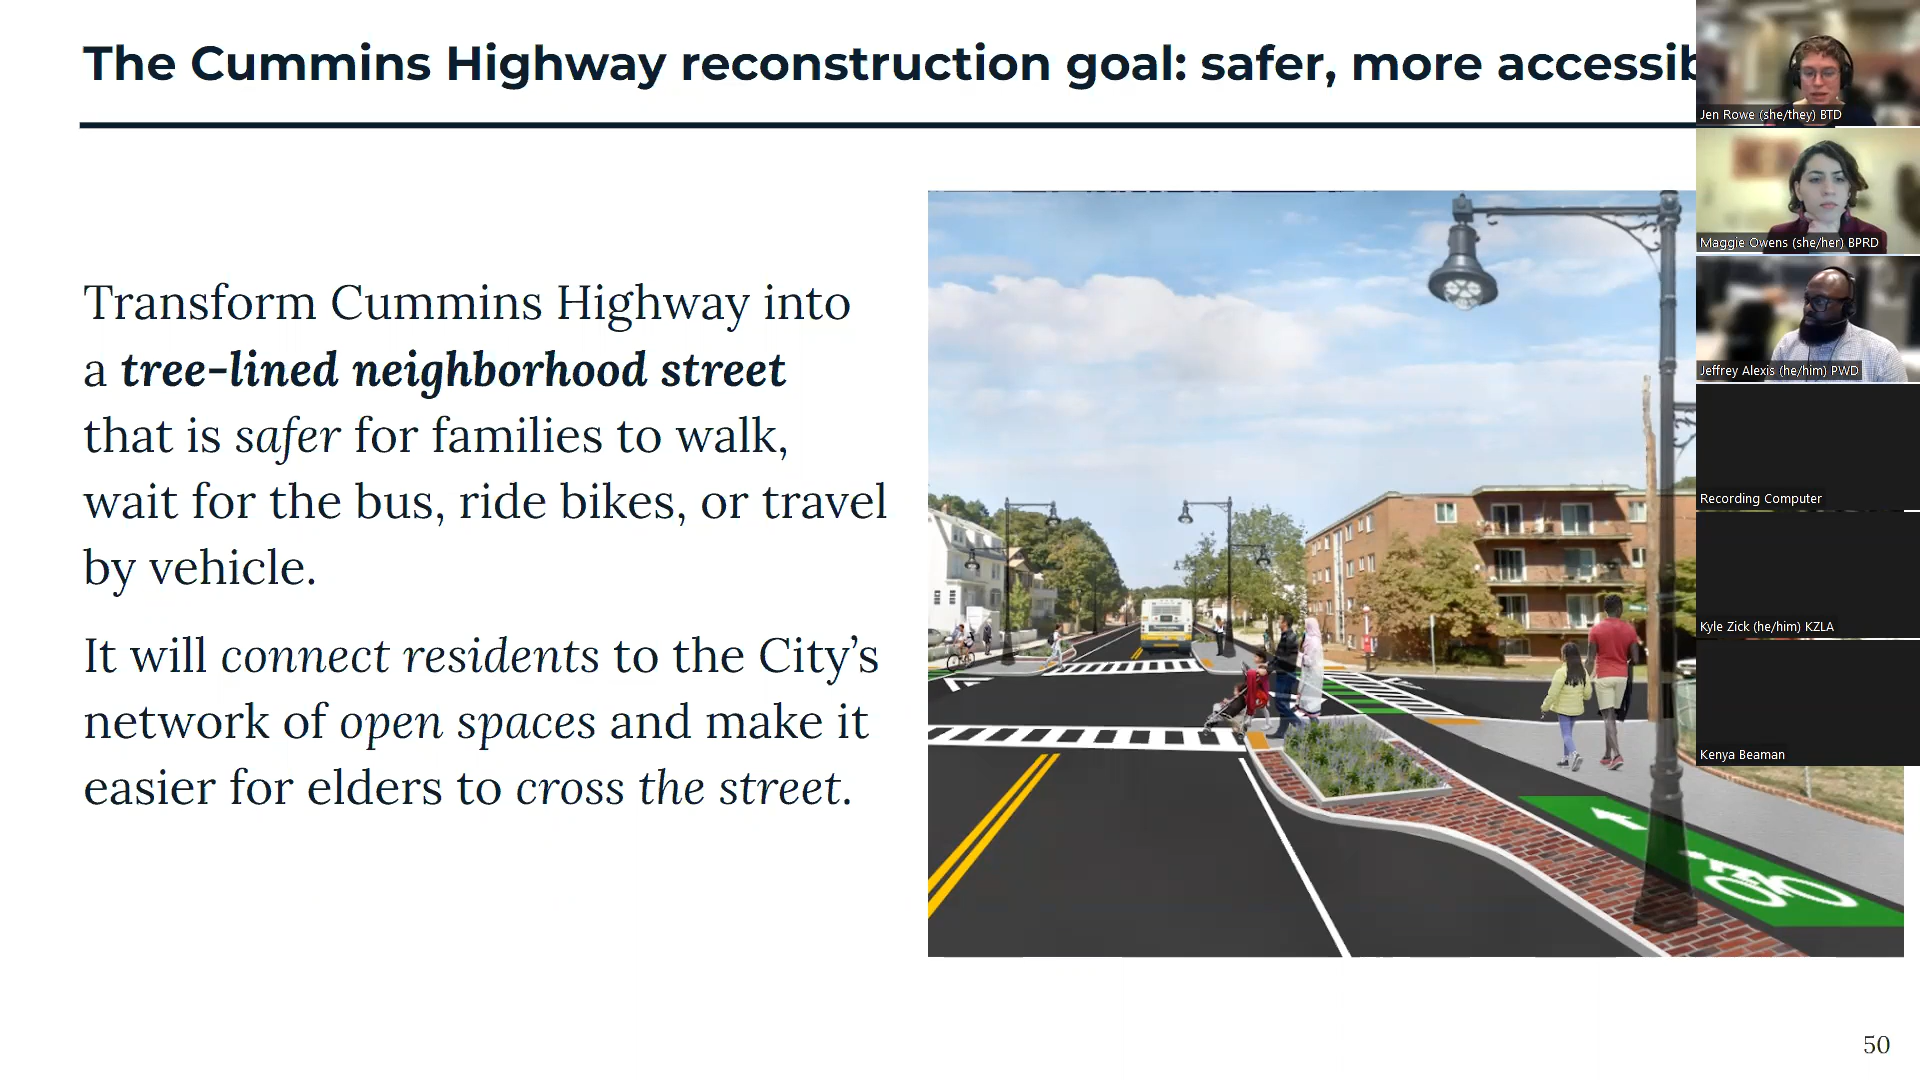 The Cummins Highway reconstruction goal: safer, more accessib
Transform Cummins Highway into
a tree-lined neighborhood street
that is safer for families to walk,
wait for the bus, ride bikes, or travel
by vehicle.
It will connect residents to the City’s
network of open spaces and make it
easier for elders to cross the street.
50
Jen Rowe (she/they) BTD
Maggie Owens (she/her) BPRD
Jeffrey Alexis (he/him) PWD
Recording Computer
Kyle Zick (he/him) KZLA
Kenya Beaman